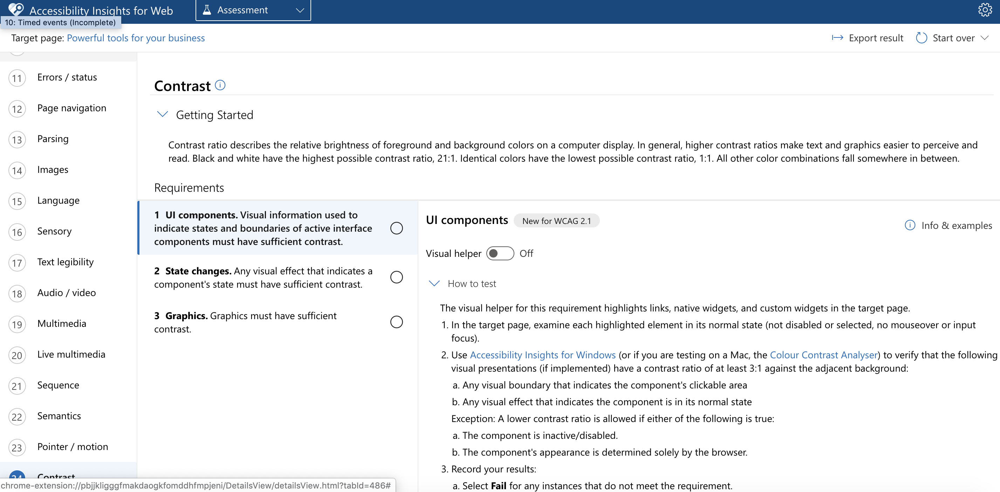 Accessibility Insights for Web
Assessment
10: Timed events (Incomplete)
Target page: Powerful tools for your business
Export result
Start over
11 Errors / status
12 Page navigation
13 Parsing
14 Images
15 Language
16 Sensory
17 Text legibility
18 Audio / video
19 Multimedia
20 Live multimedia
21 Sequence
22 Semantics
23 Pointer / motion
24 Contrast
chrome-extension://pbjjkligggfmakdaogkfomddhfmpjeni/DetailsView/detailsView.html?tabId=486#
Contrast
Getting Started
Contrast ratio describes the relative brightness of foreground and background colors on a computer display. In general, higher contrast ratios make text and graphics easier to perceive and
read. Black and white have the highest possible contrast ratio, 21:1. Identical colors have the lowest possible contrast ratio, 1:1. All other color combinations fall somewhere in between.
Requirements
1 UI components. Visual information used to
indicate states and boundaries of active interface
components must have sufficient contrast.
2 State changes. Any visual effect that indicates a
component's state must have sufficient contrast.
3 Graphics. Graphics must have sufficient
contrast.
UI components New for WCAG 2.1
Info & examples
Visual helper Off
How to test
The visual helper for this requirement highlights links, native widgets, and custom widgets in the target page.
1. In the target page, examine each highlighted element in its normal state (not disabled or selected, no mouseover or input
focus).
2. Use Accessibility Insights for Windows (or if you are testing on a Mac, the Colour Contrast Analyser) to verify that the following
visual presentations (if implemented) have a contrast ratio of at least 3:1 against the adjacent background:
a. Any visual boundary that indicates the component's clickable area
b. Any visual effect that indicates the component is in its normal state
Exception: A lower contrast ratio is allowed if either of the following is true:
a. The component is inactive/disabled.
b. The component's appearance is determined solely by the browser.
3. Record your results:
a. Select Fail for any instances that do not meet the requirement.